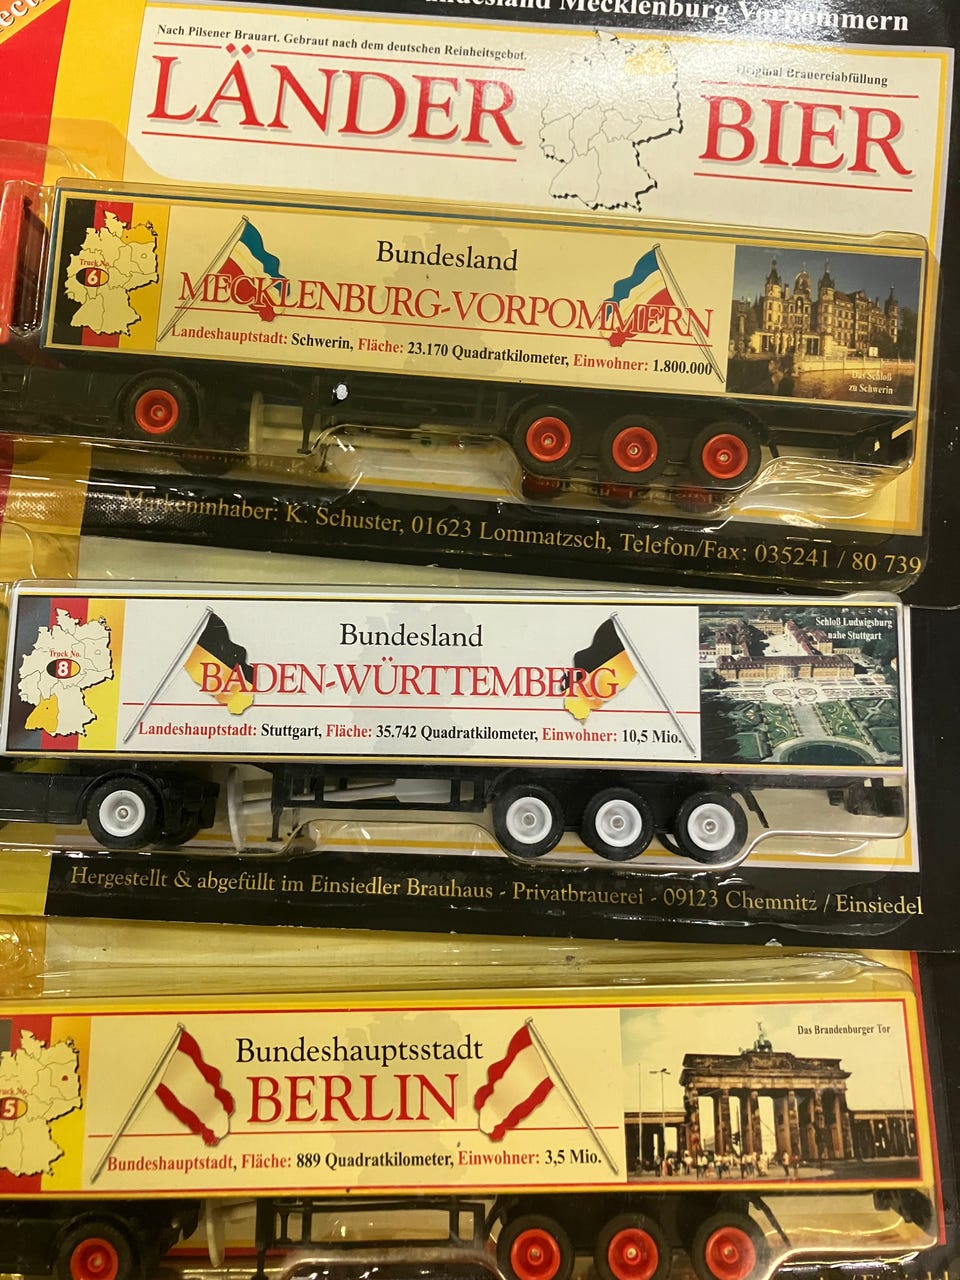 Bundesland Mecklenburg Vorpommern
Nach Pilsener Brauart. Gebraut nach dem deutschen Reinheitsgebot.
LÄNDER
Original Brauereiabfüllung
BIER
Truck No.
6
Bundesland
MECKLENBURG-VORPOMMERN
Landeshauptstadt: Schwerin, Fläche: 23.170 Quadratkilometer, Einwohner: 1.800.000
Das Schloß
zu Schwerin
Markeninhaber: K. Schuster, 01623 Lommatzsch, Telefon/Fax: 035241 / 80 739
Truck No.
8
Bundesland
BADEN-WÜRTTEMBERG
Landeshauptstadt: Stuttgart, Fläche: 35.742 Quadratkilometer, Einwohner: 10,5 Mio.
Schloß Ludwigsburg
nahe Stuttgart
Hergestellt & abgefüllt im Einsiedler Brauhaus - Privatbrauerei - 09123 Chemnitz / Einsiedel
Truck No.
5
Bundeshauptsstadt
BERLIN
Bundeshauptstadt, Fläche: 889 Quadratkilometer, Einwohner: 3,5 Mio.
Das Brandenburger Tor